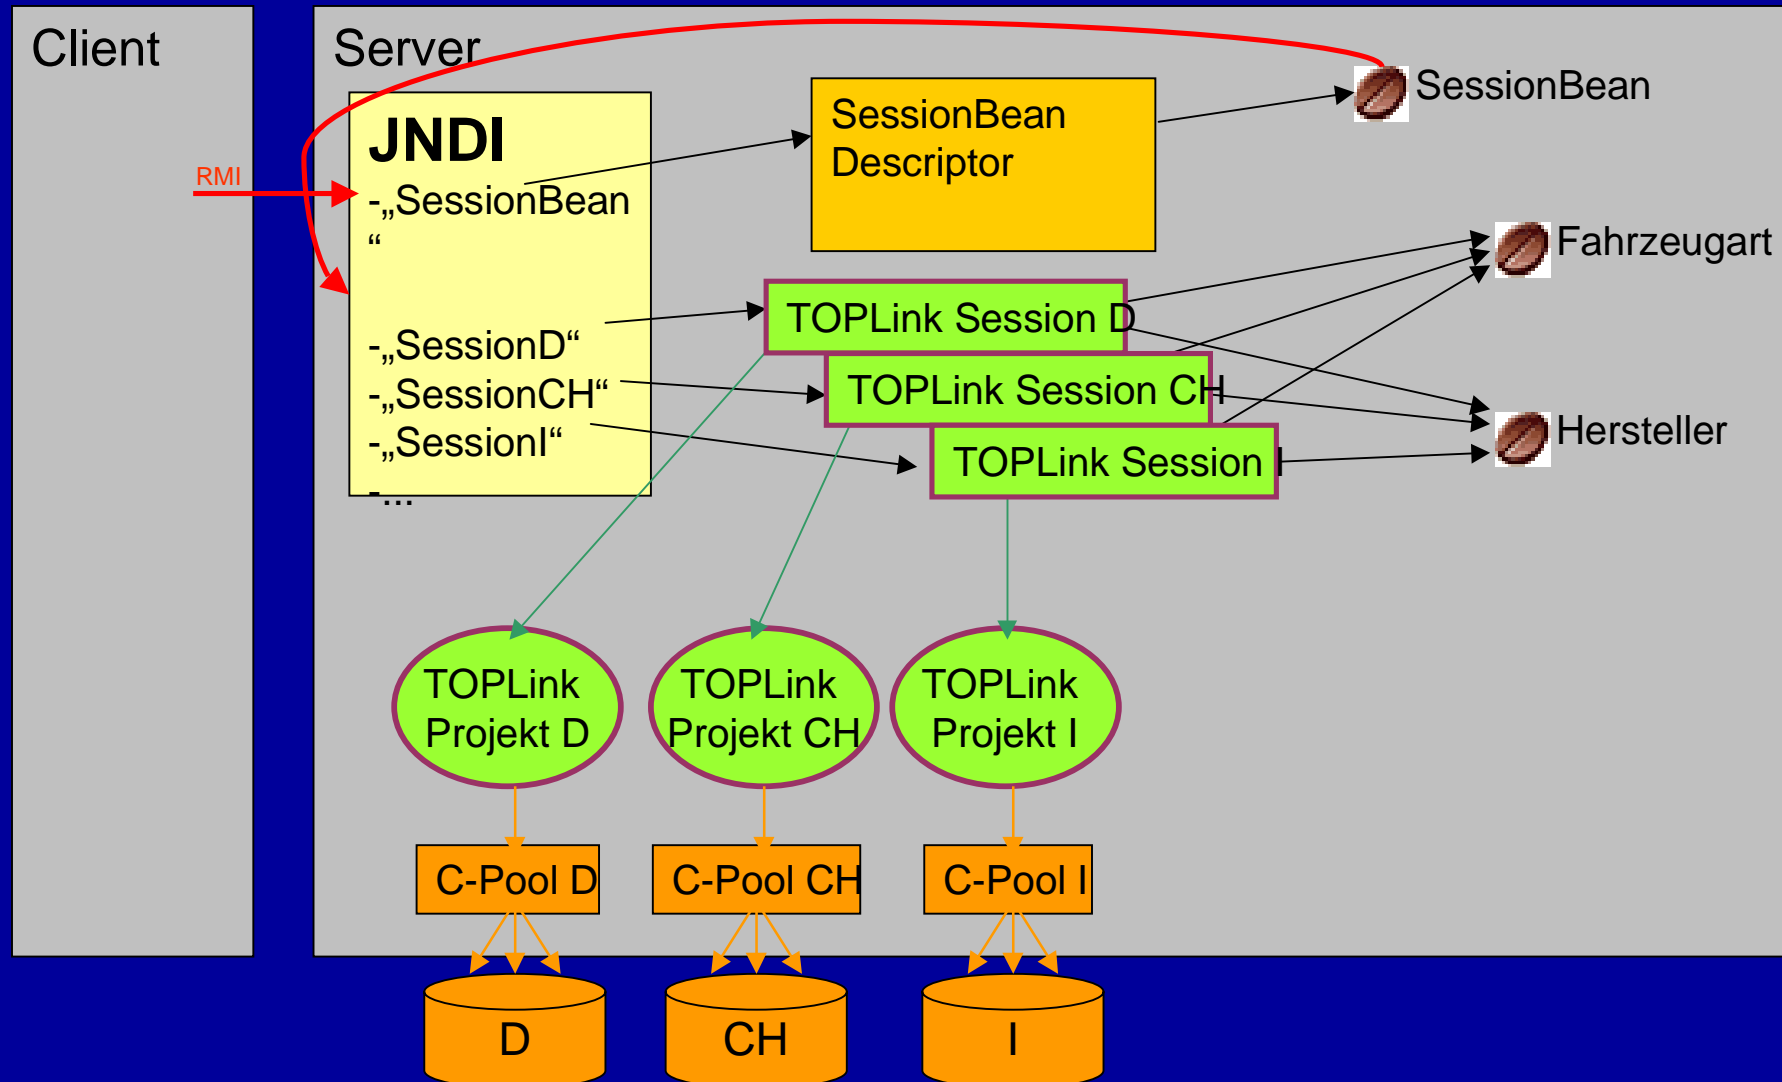 Client
Server
SessionBean
SessionBean
Descriptor
JNDI
RMI
-„SessionBean
“
Fahrzeugart
TOPLink Session D
-„SessionD“
-„SessionCH“
TOPLink Session CH
-„SessionI“
Hersteller
TOPLink Session I
-...
TOPLink
Projekt D
TOPLink
Projekt CH
TOPLink
Projekt I
C-Pool D
C-Pool CH
C-Pool I
D
CH
I